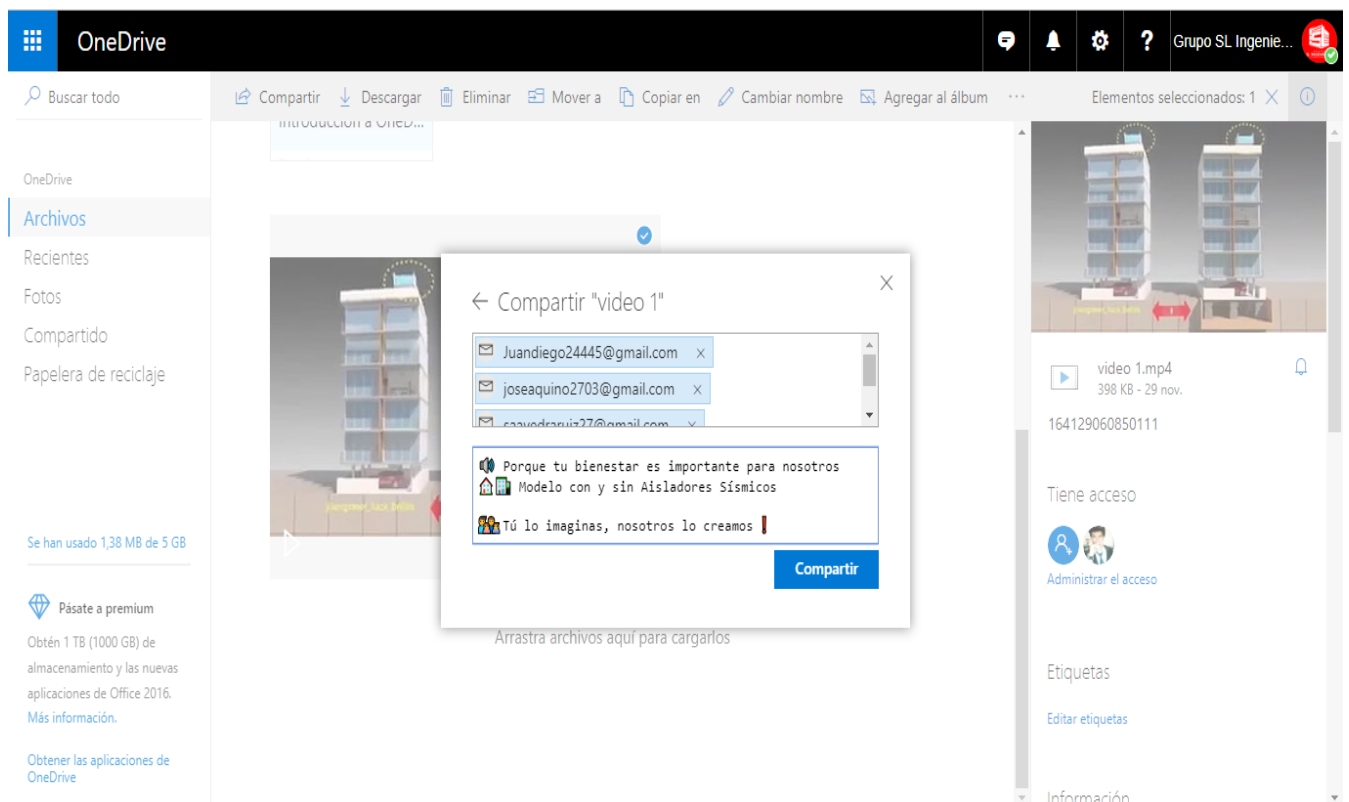 OneDrive
Grupo SL Ingenie...
Buscar todo
Compartir
Descargar
Eliminar
Mover a
Copiar en
Cambiar nombre
Agregar al álbum
...
Elementos seleccionados: 1
Introducción a OneD...
OneDrive
Archivos
Recientes
Fotos
Compartido
Papelera de reciclaje
Se han usado 1,38 MB de 5 GB
Pásate a premium
Obtén 1 TB (1000 GB) de
almacenamiento y las nuevas
aplicaciones de Office 2016.
Más información.
Obtener las aplicaciones de
OneDrive
Compartir "video 1"
Juandiego24445@gmail.com
joseaquino2703@gmail.com
saavedraruiz27@gmail.com
🔊 Porque tu bienestar es importante para nosotros
🏠🏢 Modelo con y sin Aisladores Sísmicos
👥Tú lo imaginas, nosotros lo creamos❗
Compartir
Arrastra archivos aquí para cargarlos
video 1.mp4
398 KB - 29 nov.
164129060850111
Tiene acceso
Administrar el acceso
Etiquetas
Editar etiquetas
Información